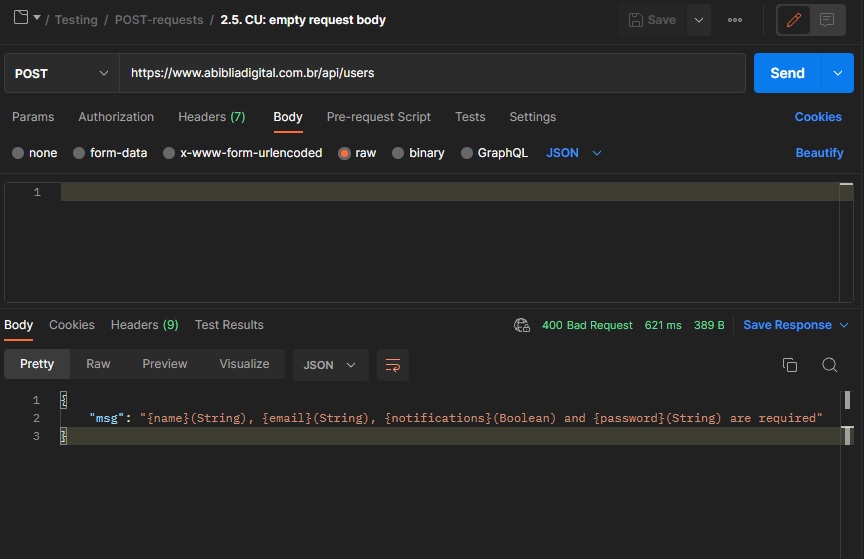 / Testing / POST-requests / 2.5. CU: empty request body Save
POST https://www.abibliadigital.com.br/api/users Send
Params Authorization Headers (7) Body Pre-request Script Tests Settings Cookies
none form-data x-www-form-urlencoded raw binary GraphQL JSON Beautify
1
Body Cookies Headers (9) Test Results 400 Bad Request 621 ms 389 B Save Response
Pretty Raw Preview Visualize JSON
1 {
2 "msg": "{name}(String), {email}(String), {notifications}(Boolean) and {password}(String) are required"
3 }